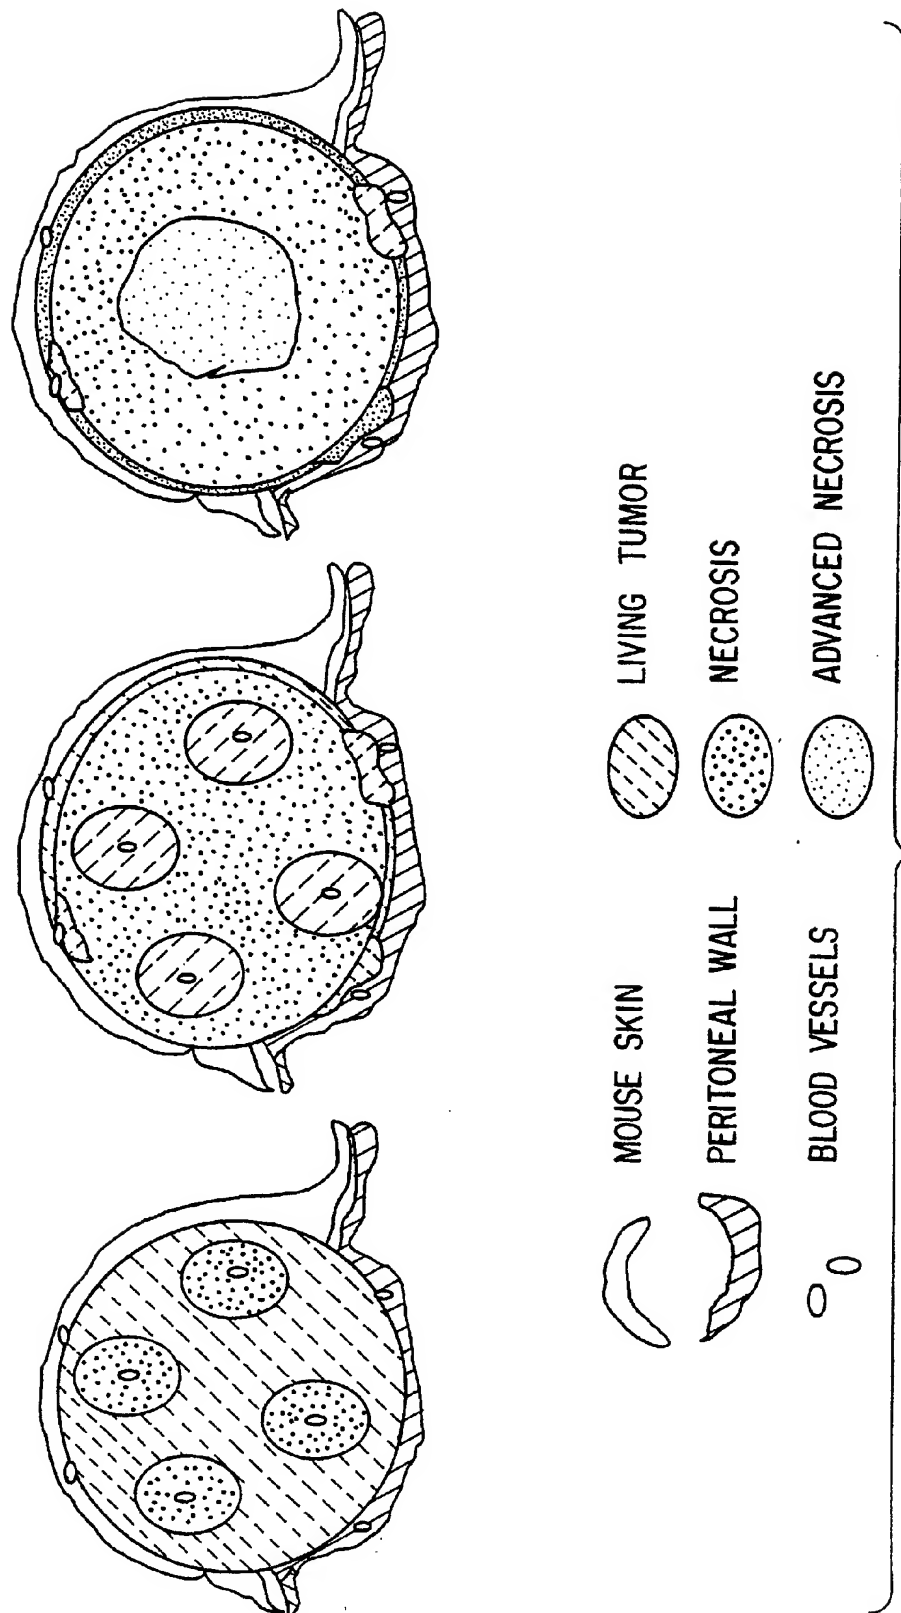 MOUSE SKIN
PERITONEAL WALL
BLOOD VESSELS
LIVING TUMOR
NECROSIS
ADVANCED NECROSIS